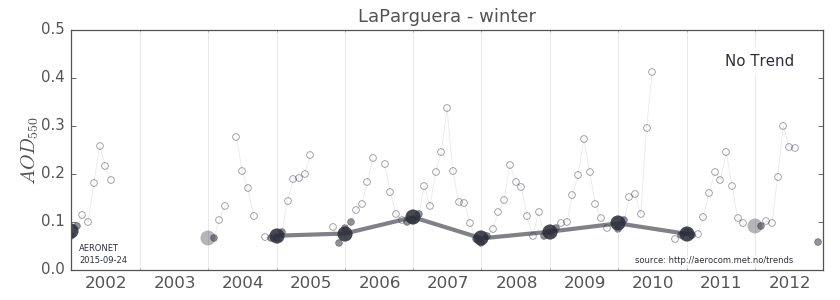 LaParguera - winter
0.5
0.4
0.3
0.2
0.1
0.0
AOD550
No Trend
AERONET
2015-09-24
source: http://aerocom.met.no/trends
2002 2003 2004 2005 2006 2007 2008 2009 2010 2011 2012